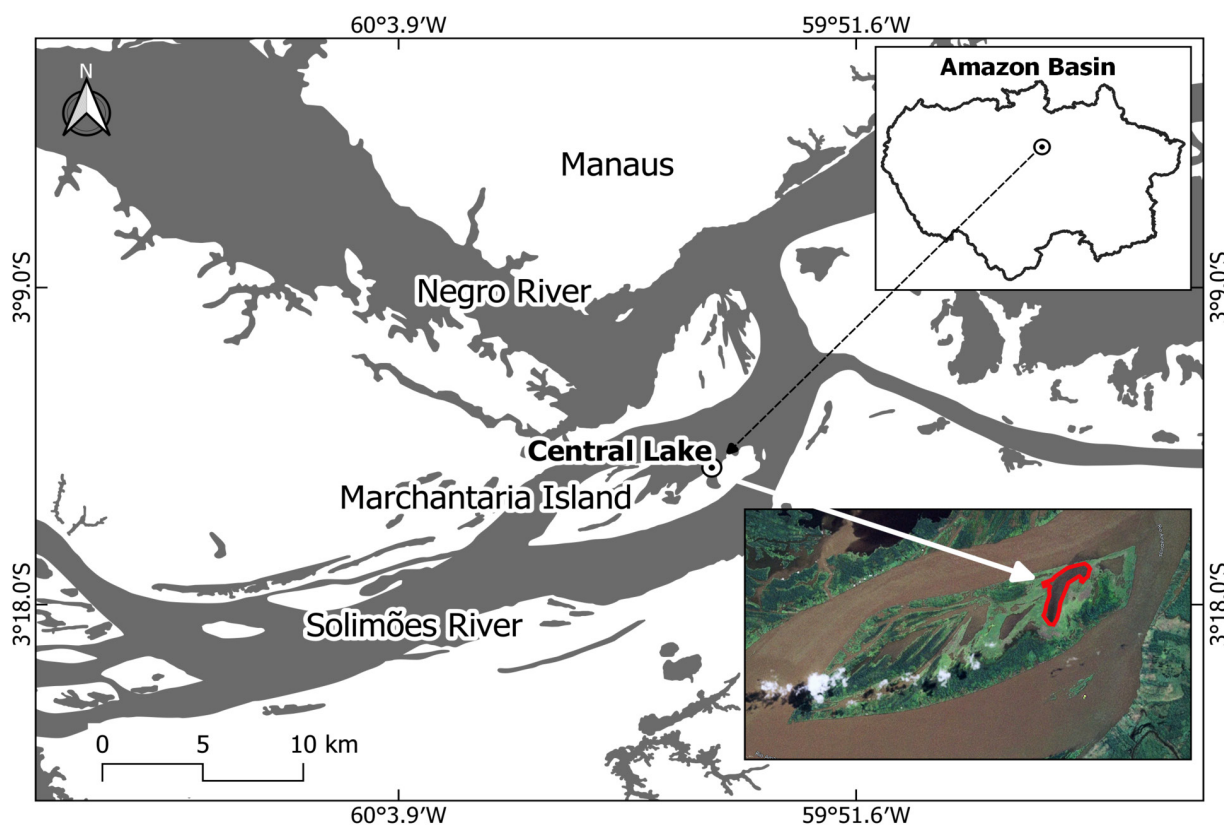 60°3.9′W
59°51.6′W
N
Amazon Basin
Manaus
3°9.0′S
3°9.0′S
Negro River
Central Lake
Marchantaria Island
3°18.0′S
3°18.0′S
Solimões River
0 5 10 km
60°3.9′W
59°51.6′W